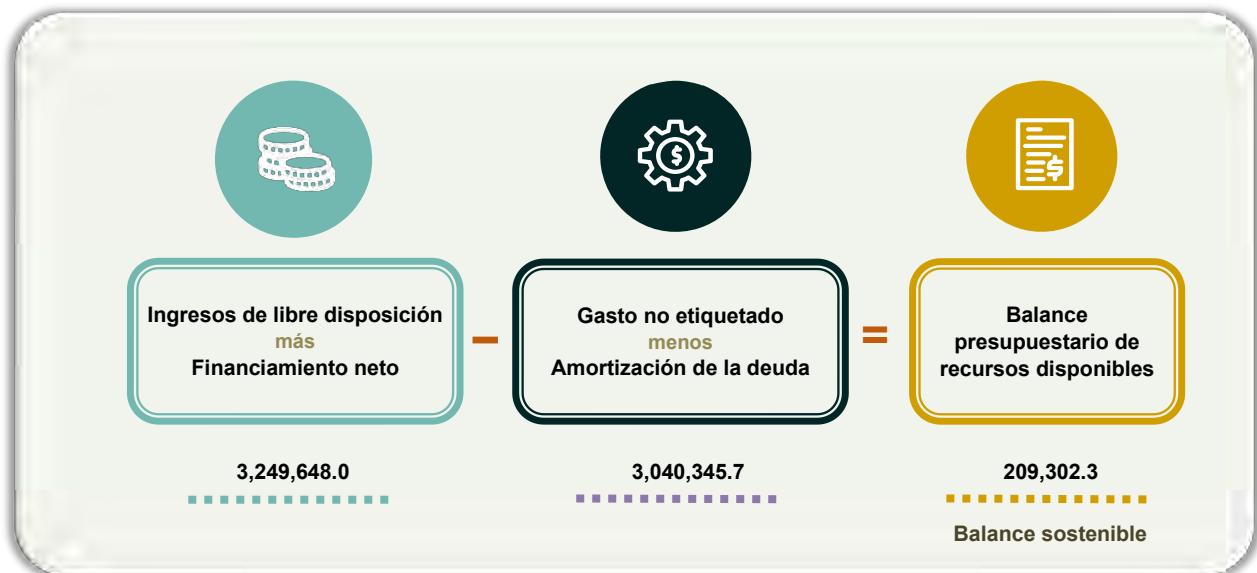 Ingresos de libre disposición
más
Financiamiento neto
−
Gasto no etiquetado
menos
Amortización de la deuda
=
Balance
presupuestario de
recursos disponibles
3,249,648.0
3,040,345.7
209,302.3
Balance sostenible